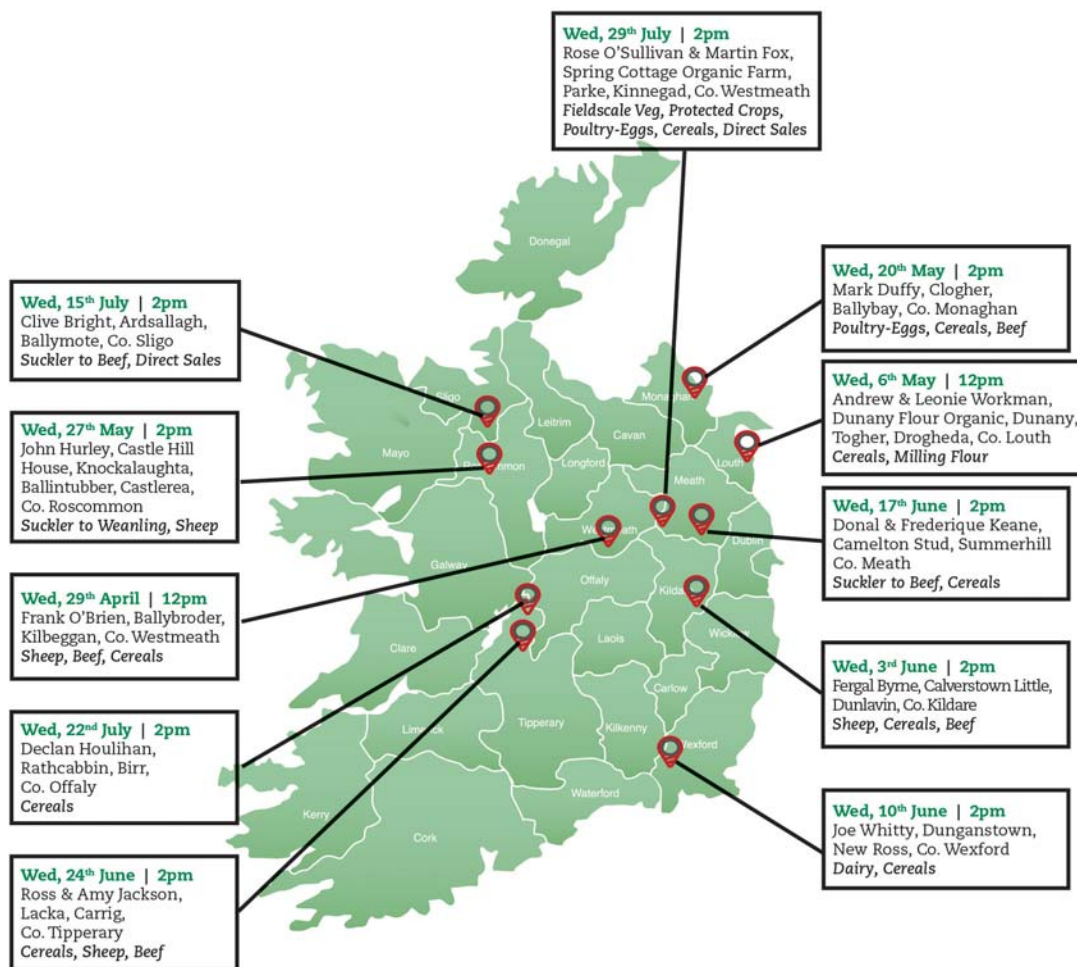 Wed, 29th July | 2pm
Rose O'Sullivan & Martin Fox,
Spring Cottage Organic Farm,
Parke, Kinnegad, Co. Westmeath
Fieldscale Veg, Protected Crops,
Poultry-Eggs, Cereals, Direct Sales
Wed, 15th July | 2pm
Clive Bright, Ardsallagh,
Ballymote, Co. Sligo
Suckler to Beef, Direct Sales
Wed, 27th May | 2pm
John Hurley, Castle Hill
House, Knockalaughta,
Ballintubber, Castlerea,
Co. Roscommon
Suckler to Weanling, Sheep
Wed, 29th April | 12pm
Frank O'Brien, Ballybroder,
Kilbeggan, Co. Westmeath
Sheep, Beef, Cereals
Wed, 22nd July | 2pm
Declan Houlihan,
Rathcabbin, Birr,
Co. Offaly
Cereals
Wed, 24th June | 2pm
Ross & Amy Jackson,
Lacka, Carrig,
Co. Tipperary
Cereals, Sheep, Beef
Donegal
Sligo
Leitrim
Monaghan
Cavan
Louth
Mayo
Longford
Meath
Dublin
Galway
Offaly
Laois
Clare
Carlow
Tipperary
Kilkenny
Wexford
Waterford
Kerry
Cork
Wed, 20th May | 2pm
Mark Duffy, Clogher,
Ballybay, Co. Monaghan
Poultry-Eggs, Cereals, Beef
Wed, 6th May | 12pm
Andrew & Leonie Workman,
Dunany Flour Organic, Dunany,
Togher, Drogheda, Co. Louth
Cereals, Milling Flour
Wed, 17th June | 2pm
Donal & Frederique Keane,
Camelton Stud, Summerhill
Co. Meath
Suckler to Beef, Cereals
Wed, 3rd June | 2pm
Fergal Byrne, Calverstown Little,
Dunlavin, Co. Kildare
Sheep, Cereals, Beef
Wed, 10th June | 2pm
Joe Whitty, Dunganstown,
New Ross, Co. Wexford
Dairy, Cereals